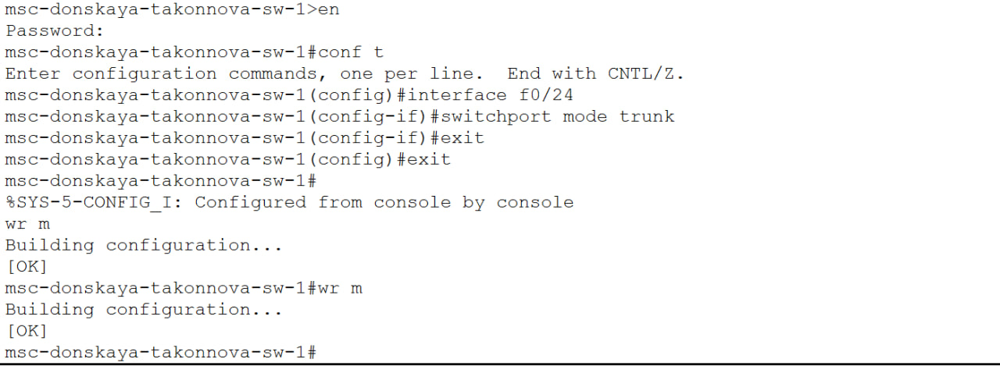 msc-donskaya-takonnova-sw-1>en
Password:
msc-donskaya-takonnova-sw-1#conf t
Enter configuration commands, one per line.  End with CNTL/Z.
msc-donskaya-takonnova-sw-1(config)#interface f0/24
msc-donskaya-takonnova-sw-1(config-if)#switchport mode trunk
msc-donskaya-takonnova-sw-1(config-if)#exit
msc-donskaya-takonnova-sw-1(config)#exit
msc-donskaya-takonnova-sw-1#
%SYS-5-CONFIG_I: Configured from console by console
wr m
Building configuration...
[OK]
msc-donskaya-takonnova-sw-1#wr m
Building configuration...
[OK]
msc-donskaya-takonnova-sw-1#